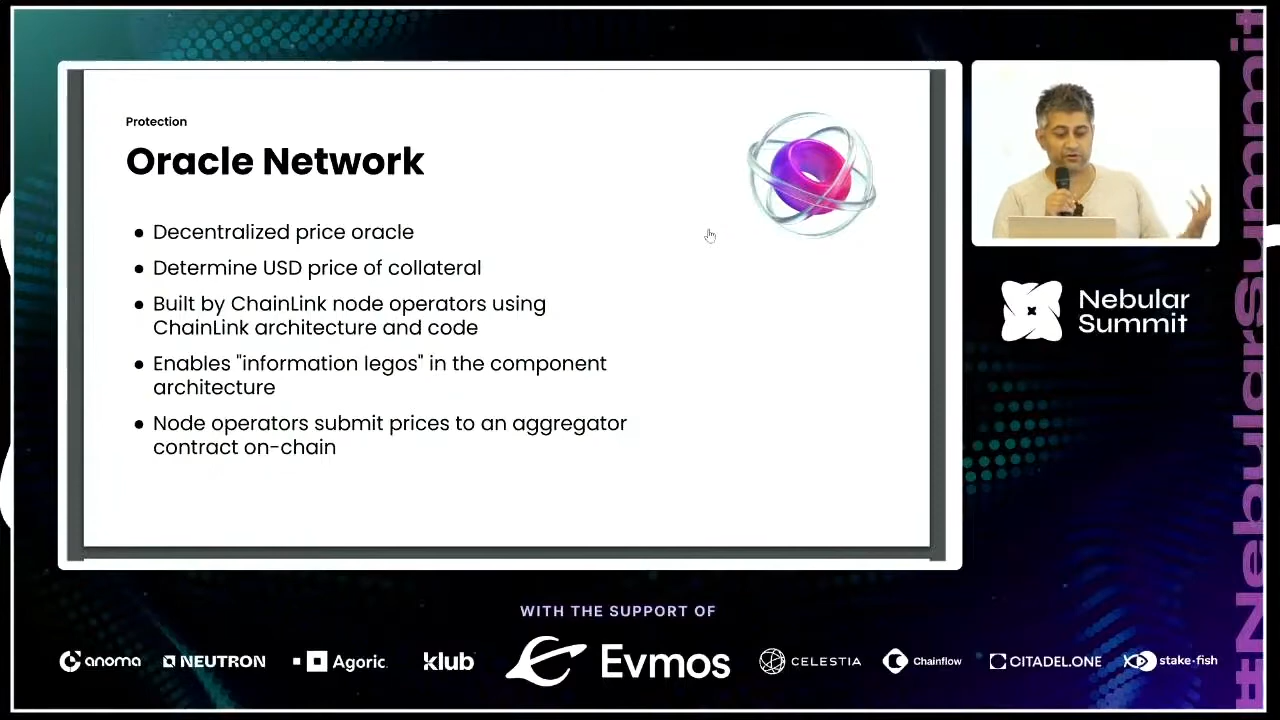 Protection
Oracle Network
● Decentralized price oracle
● Determine USD price of collateral
● Built by ChainLink node operators using
ChainLink architecture and code
● Enables "information legos" in the component
architecture
● Node operators submit prices to an aggregator
contract on-chain
Nebular
Summit
#NebularSummit
WITH THE SUPPORT OF
anoma
NEUTRON
Agoric
klub
Evmos
CELESTIA
Chainflow
CITADEL.ONE
stake·fish